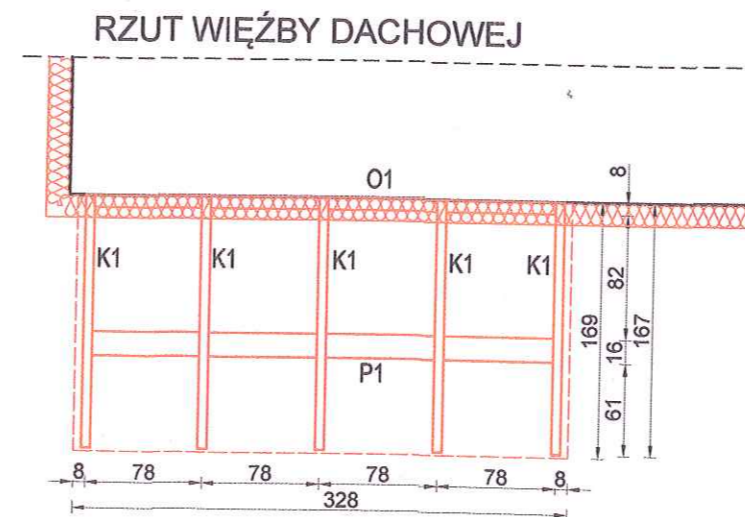 RZUT WIĘŹBY DACHOWEJ
O1
8
K1 K1 K1 K1 K1
82
169 16 167
P1
61
8 78 78 78 78 8
328